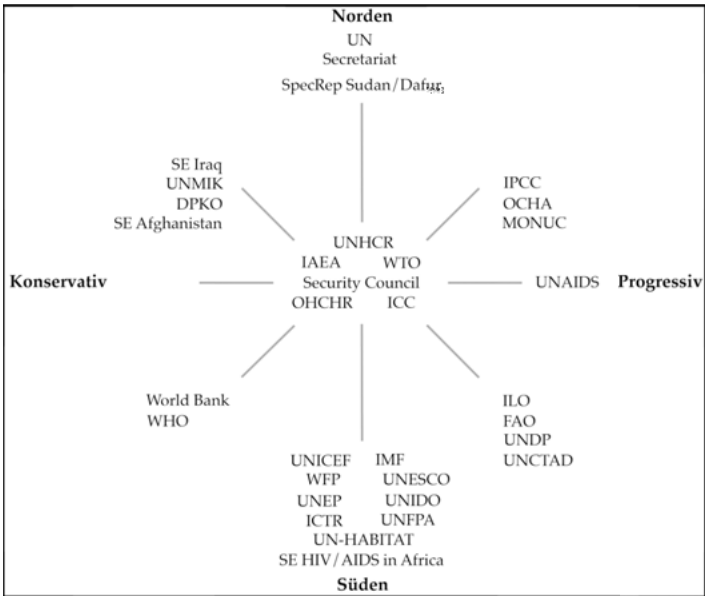 Norden
UN
Secretariat
SpecRep Sudan/Dafur
SE Iraq
UNMIK
DPKO
SE Afghanistan
IPCC
OCHA
MONUC
UNHCR
IAEA WTO
Security Council
OHCHR ICC
Konservativ
UNAIDS Progressiv
World Bank
WHO
ILO
FAO
UNDP
UNCTAD
UNICEF IMF
WFP UNESCO
UNEP UNIDO
ICTR UNFPA
UN-HABITAT
SE HIV/AIDS in Africa
Süden